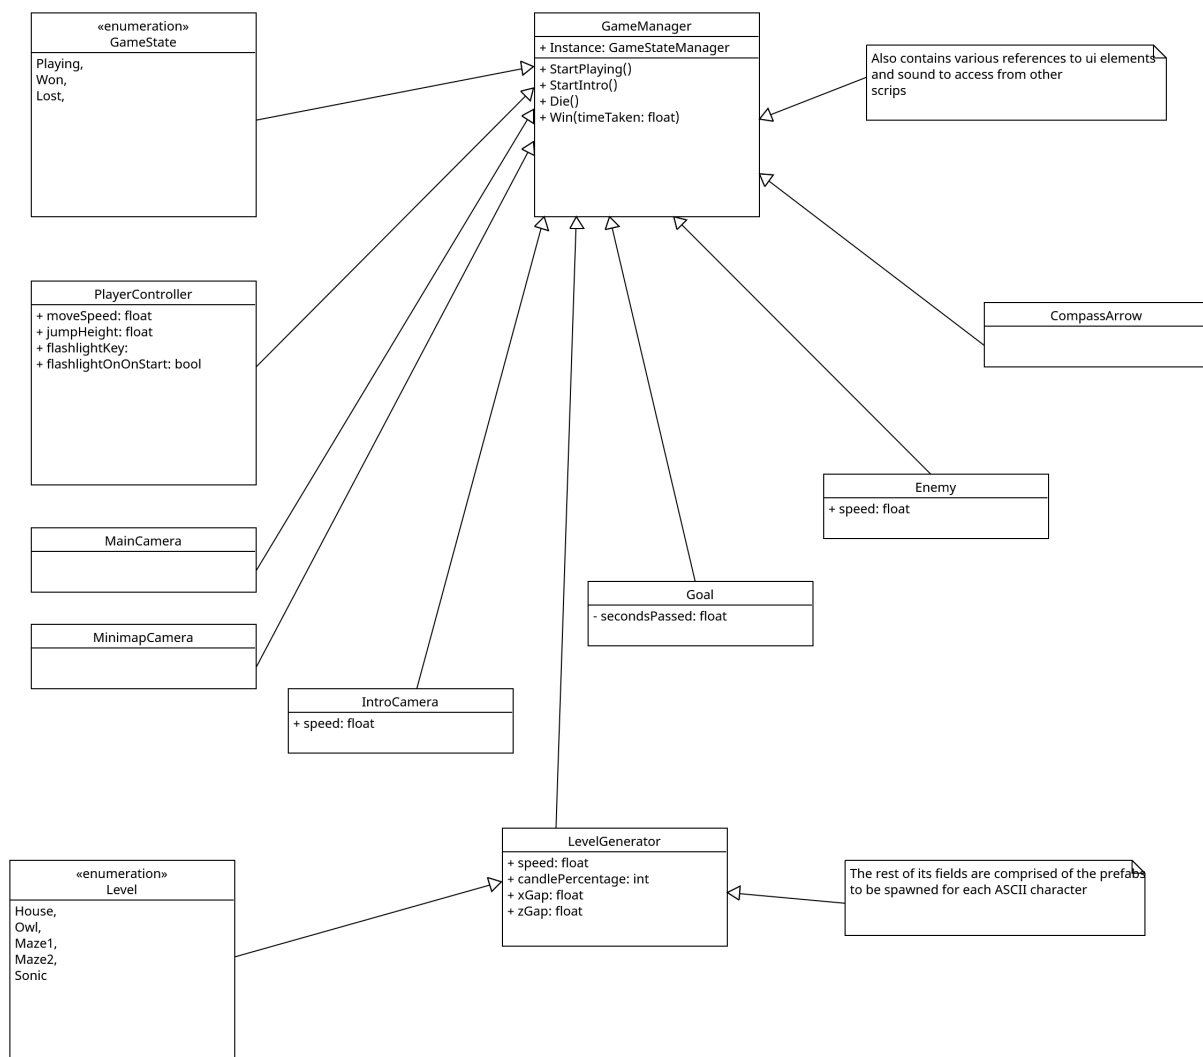 «enumeration»
GameState
Playing,
Won,
Lost,
GameManager
+ Instance: GameStateManager
+ StartPlaying()
+ StartIntro()
+ Die()
+ Win(timeTaken: float)
Also contains various references to ui elements
and sound to access from other
scrips
PlayerController
+ moveSpeed: float
+ jumpHeight: float
+ flashlightKey:
+ flashlightOnOnStart: bool
CompassArrow
Enemy
+ speed: float
MainCamera
Goal
- secondsPassed: float
MinimapCamera
IntroCamera
+ speed: float
LevelGenerator
+ speed: float
+ candlePercentage: int
+ xGap: float
+ zGap: float
«enumeration»
Level
House,
Owl,
Maze1,
Maze2,
Sonic
The rest of its fields are comprised of the prefabs
to be spawned for each ASCII character